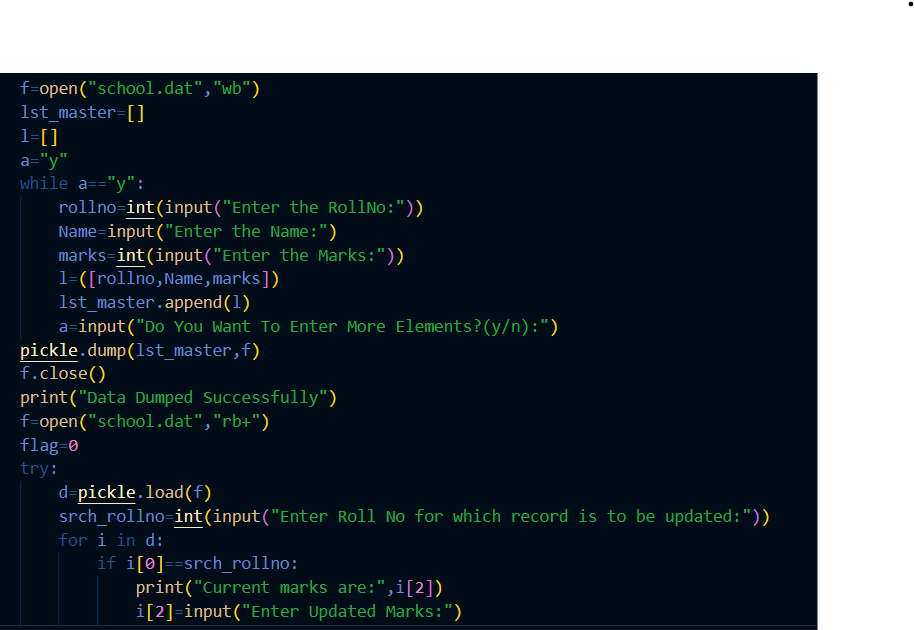 f=open("school.dat","wb")
lst_master=[]
l=[]
a="y"
while a=="y":
    rollno=int(input("Enter the RollNo:"))
    Name=input("Enter the Name:")
    marks=int(input("Enter the Marks:"))
    l=([rollno,Name,marks])
    lst_master.append(l)
    a=input("Do You Want To Enter More Elements?(y/n):")
pickle.dump(lst_master,f)
f.close()
print("Data Dumped Successfully")
f=open("school.dat","rb+")
flag=0
try:
    d=pickle.load(f)
    srch_rollno=int(input("Enter Roll No for which record is to be updated:"))
    for i in d:
        if i[0]==srch_rollno:
            print("Current marks are:",i[2])
            i[2]=input("Enter Updated Marks:")